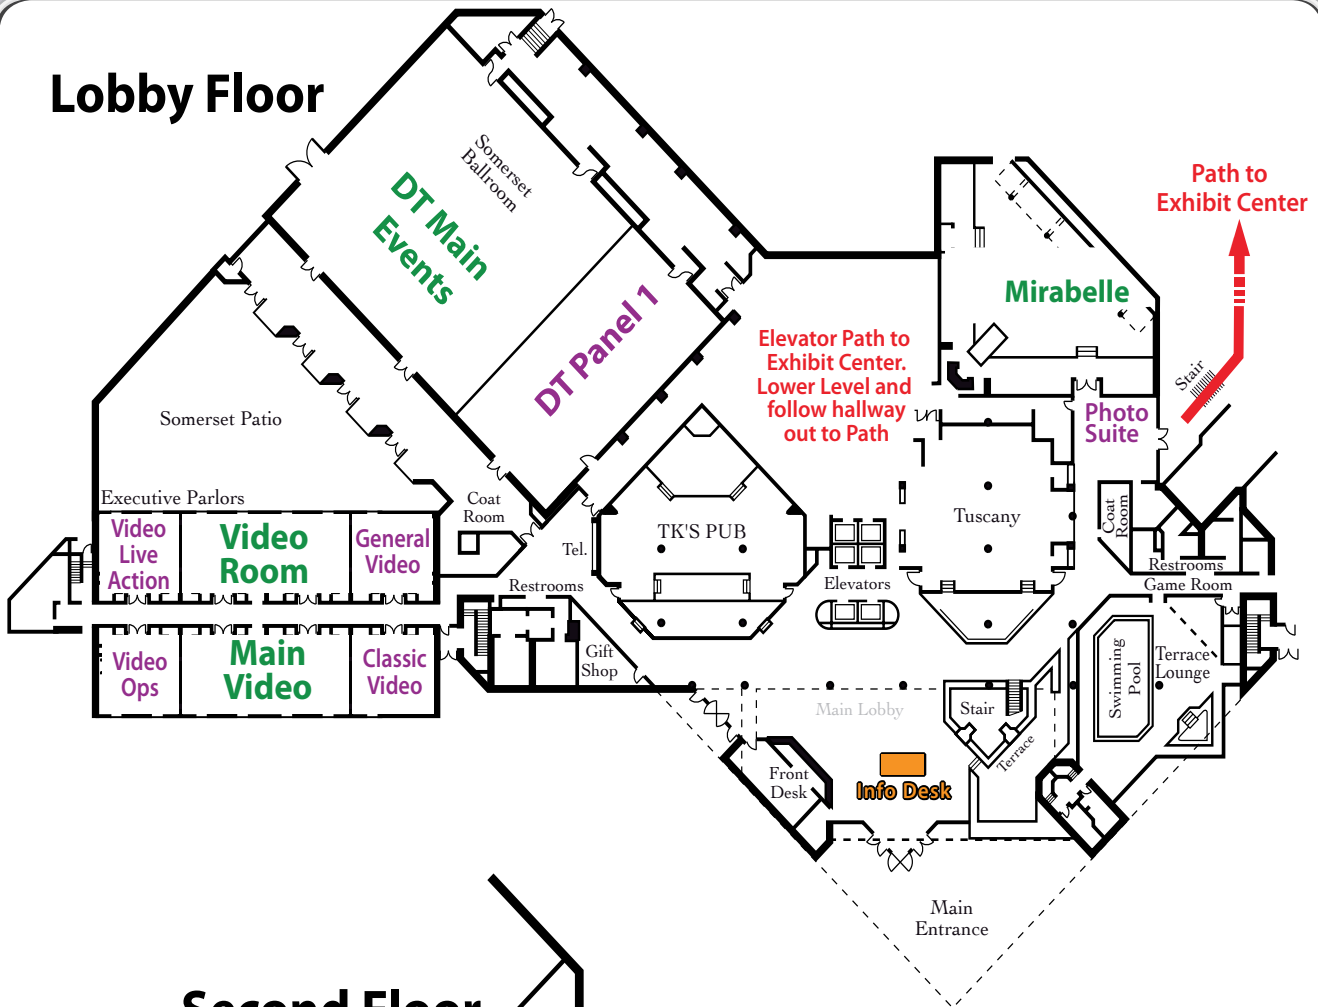 Lobby Floor
Somerset
Ballroom
DT Main
Events
DT Panel 1
Path to
Exhibit Center
Mirabelle
Elevator Path to
Exhibit Center.
Lower Level and
follow hallway
out to Path
Stair
Photo
Suite
Somerset Patio
Executive Parlors
Video
Live
Action
Video
Room
General
Video
Coat
Room
Tel.
TK'S PUB
Elevators
Tuscany
Coat
Room
Restrooms
Game Room
Restrooms
Gift
Shop
Video
Ops
Main
Video
Classic
Video
Main Lobby
Stair
Terrace
Swimming
Pool
Terrace
Lounge
Front
Desk
Info Desk
Main
Entrance
Second Floor